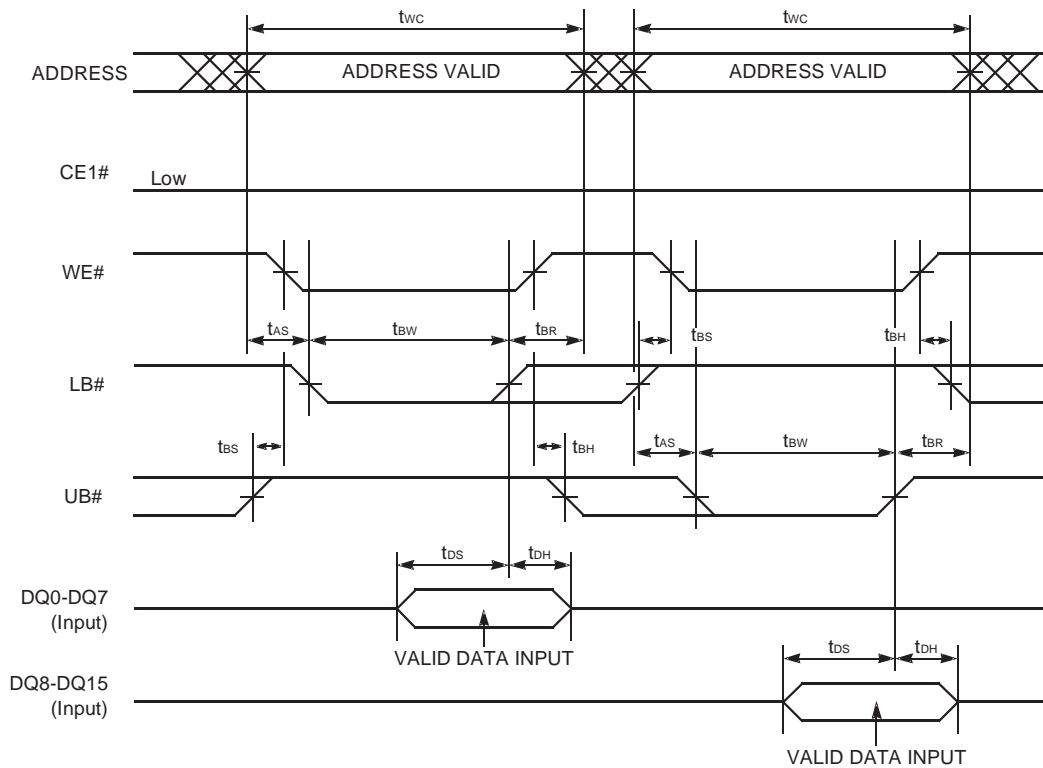 tWC tWC
ADDRESS ADDRESS VALID ADDRESS VALID
CE1# Low
WE#
tAS tBW tBR tBS tBH
LB#
tBS tBH tAS tBW tBR
UB#
tDS tDH
DQ0-DQ7
(Input)
VALID DATA INPUT
tDS tDH
DQ8-DQ15
(Input)
VALID DATA INPUT